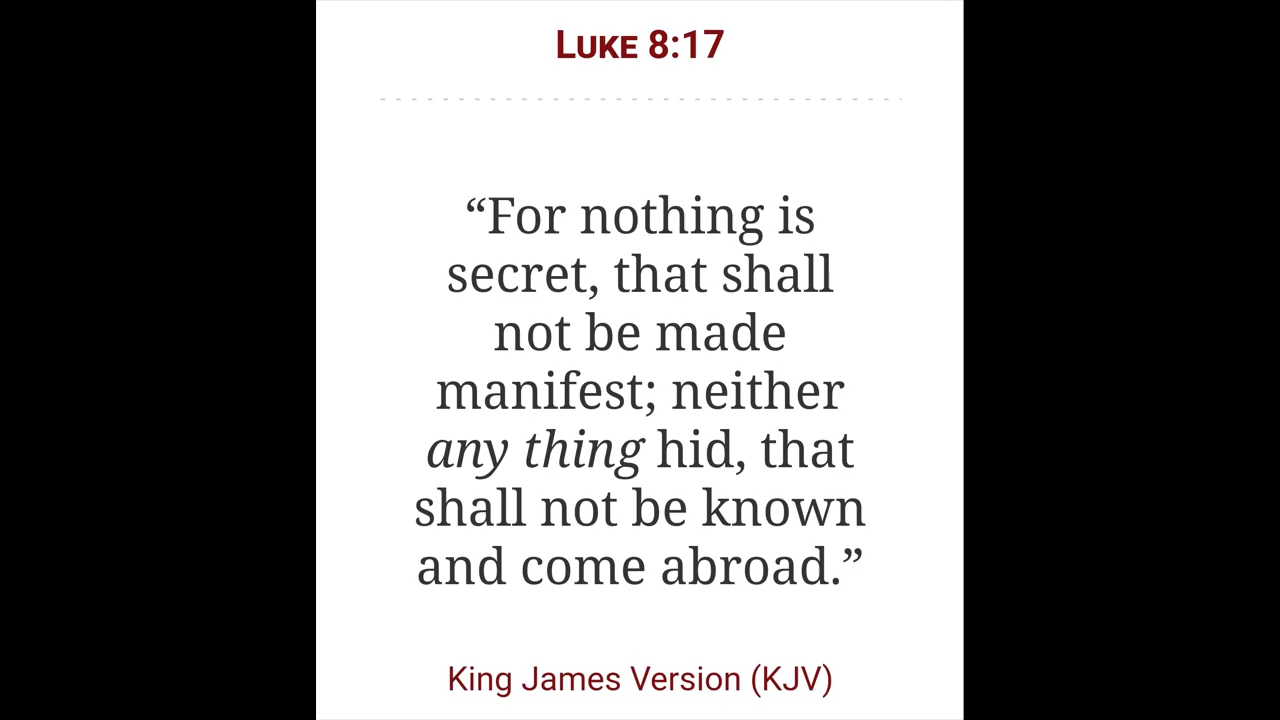 Luke 8:17
“For nothing is
secret, that shall
not be made
manifest; neither
any thing hid, that
shall not be known
and come abroad.”
King James Version (KJV)